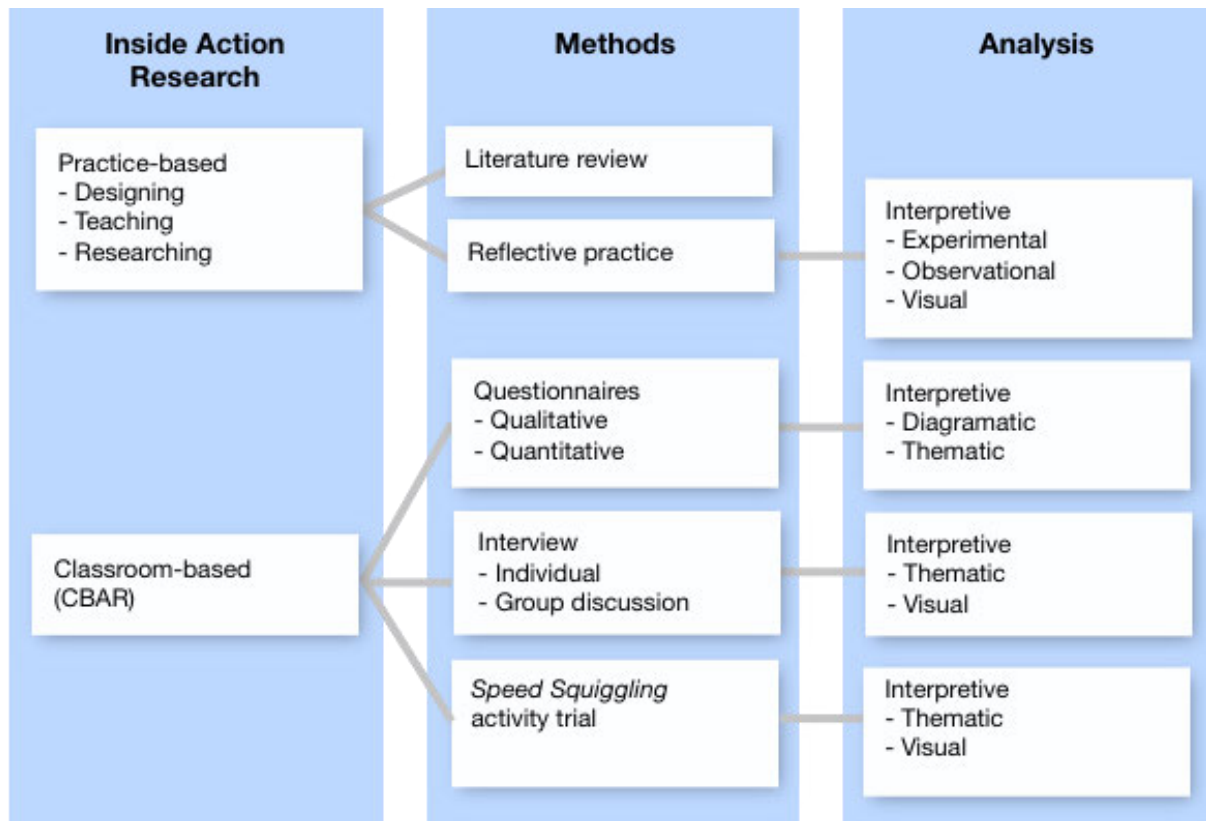 Inside Action
Research
Practice-based
- Designing
- Teaching
- Researching
Classroom-based
(CBAR)
Methods
Literature review
Reflective practice
Questionnaires
- Qualitative
- Quantitative
Interview
- Individual
- Group discussion
Speed Squiggling
activity trial
Analysis
Interpretive
- Experimental
- Observational
- Visual
Interpretive
- Diagramatic
- Thematic
Interpretive
- Thematic
- Visual
Interpretive
- Thematic
- Visual